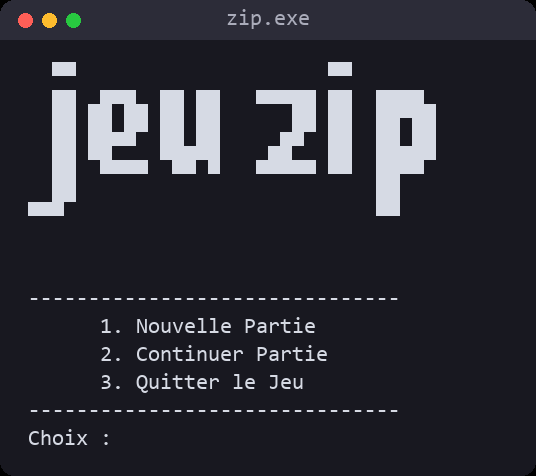 zip.exe
jeu zip
-------------------------------
1. Nouvelle Partie
2. Continuer Partie
3. Quitter le Jeu
-------------------------------
Choix :